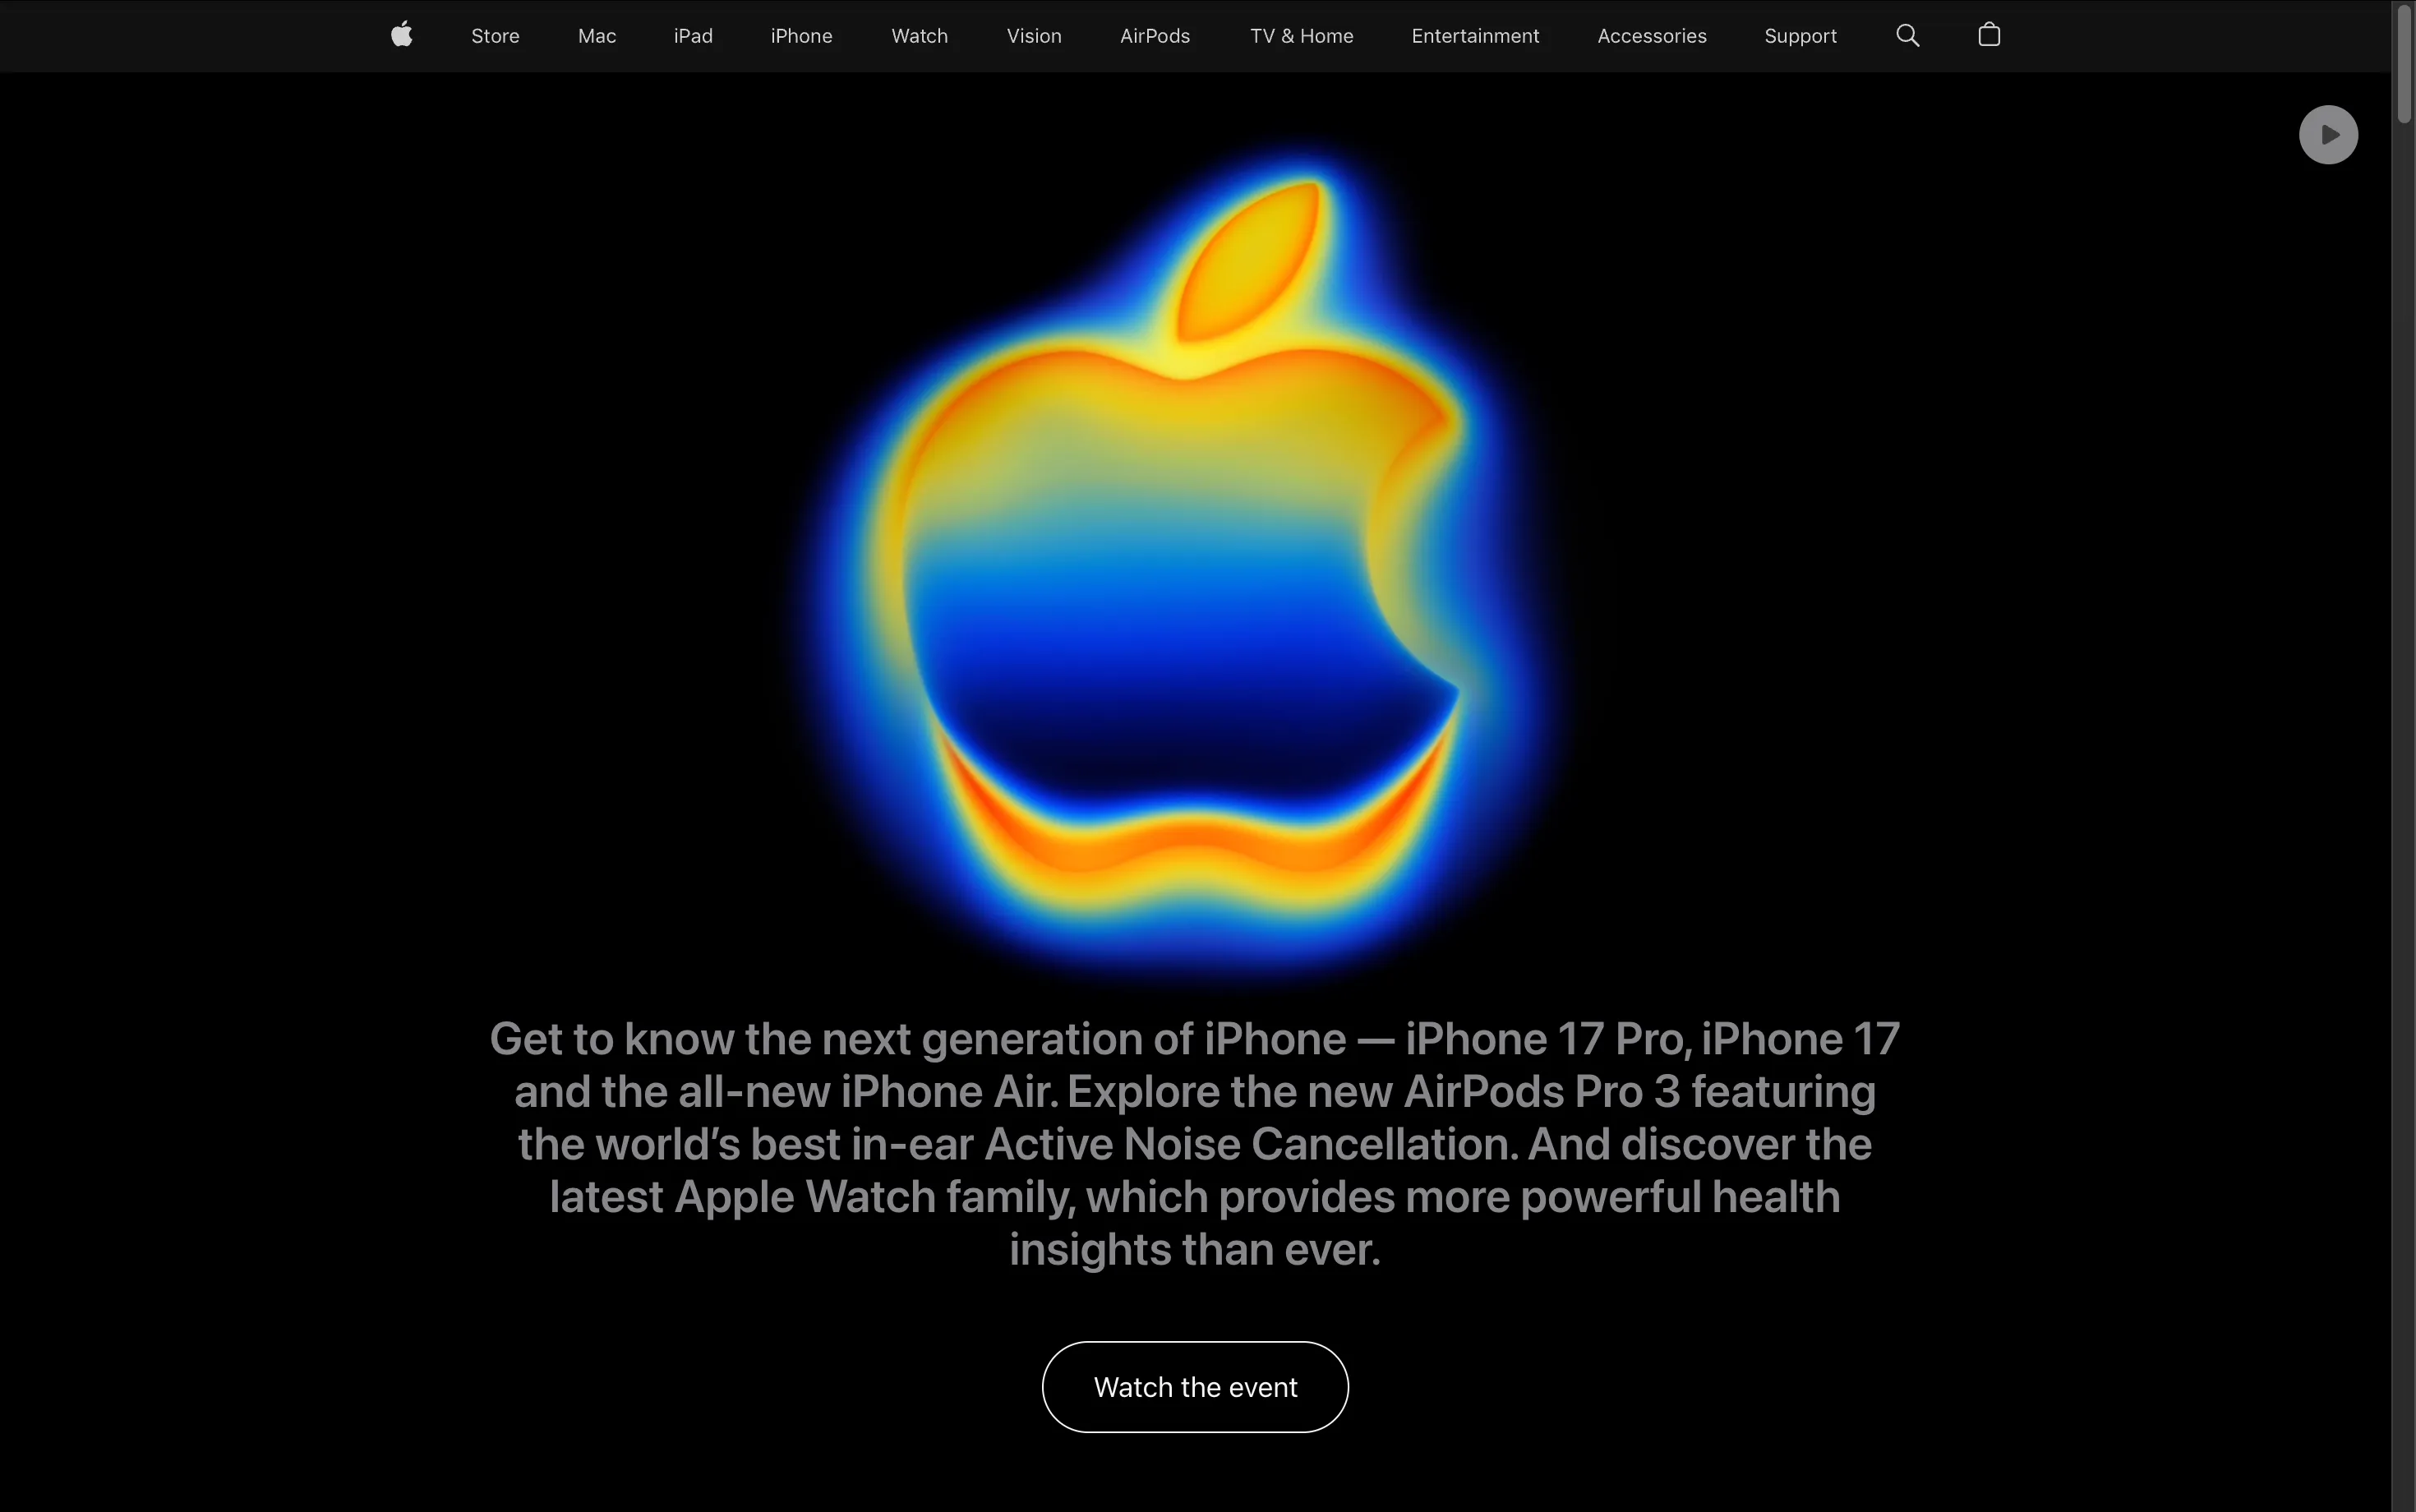 Store Mac iPad iPhone Watch Vision AirPods TV & Home Entertainment Accessories Support
Get to know the next generation of iPhone — iPhone 17 Pro, iPhone 17
and the all-new iPhone Air. Explore the new AirPods Pro 3 featuring
the world’s best in-ear Active Noise Cancellation. And discover the
latest Apple Watch family, which provides more powerful health
insights than ever.
Watch the event